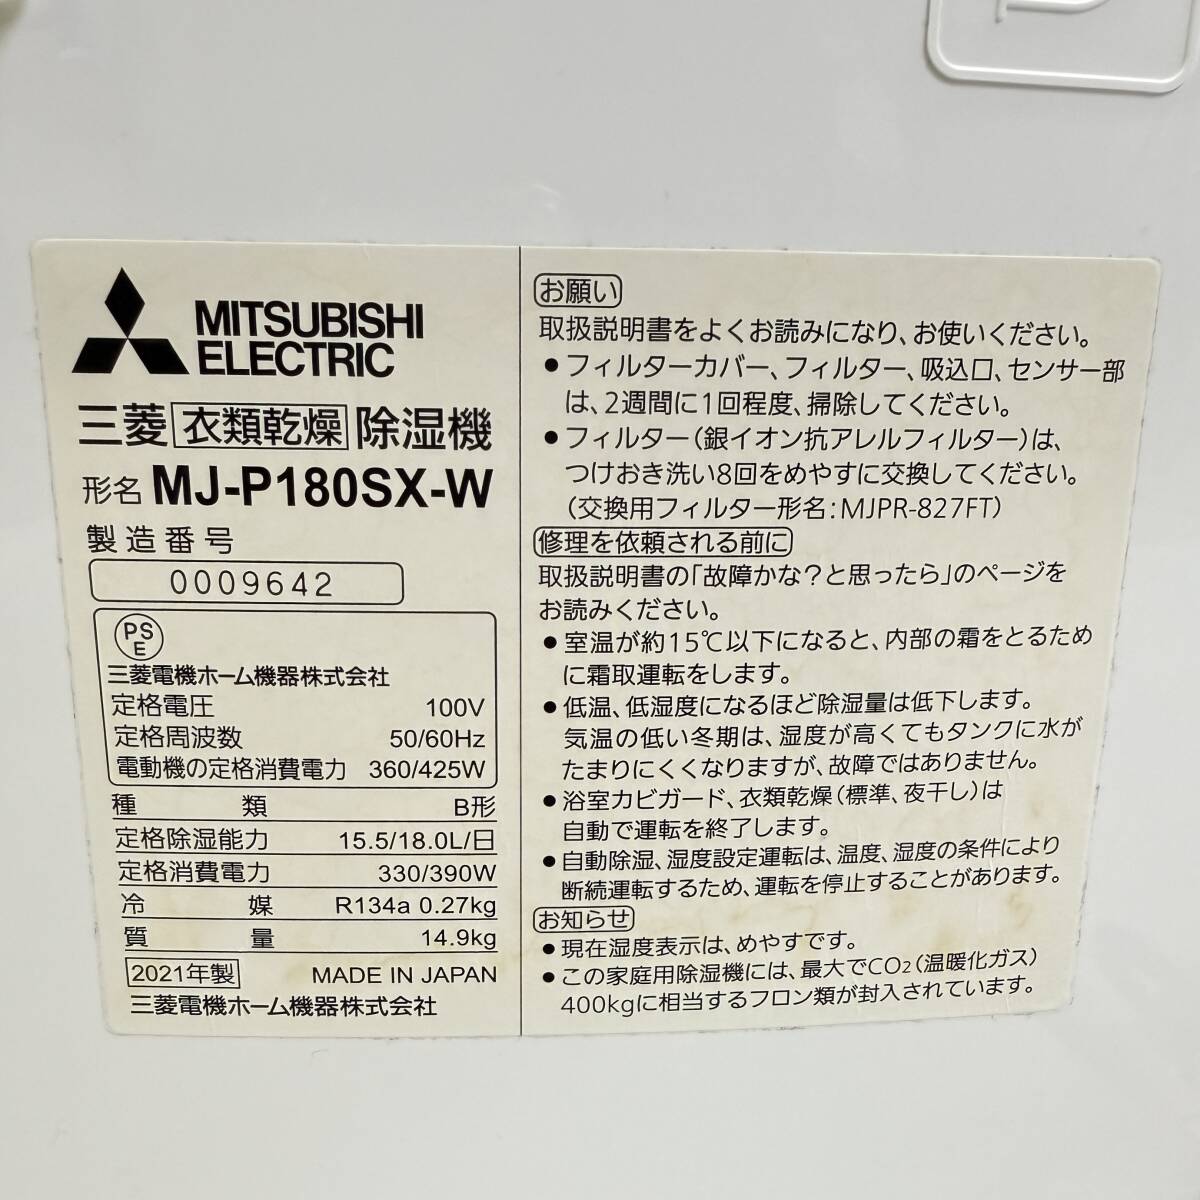 MITSUBISHI
ELECTRIC
三菱 衣類乾燥 除湿機
形名 MJ-P180SX-W
製造番号
0009642
PS
E
三菱電機ホーム機器株式会社
定格電圧 100V
定格周波数 50/60Hz
電動機の定格消費電力 360/425W
種類 B形
定格除湿能力 15.5/18.0L/日
定格消費電力 330/390W
冷媒 R134a 0.27kg
質量 14.9kg
2021年製 MADE IN JAPAN
三菱電機ホーム機器株式会社
お願い
取扱説明書をよくお読みになり、お使いください。
●フィルターカバー、フィルター、吸込口、センサー部
は、2週間に1回程度、掃除してください。
●フィルター(銀イオン抗アレルフィルター)は、
つけおき洗い8回をめやすに交換してください。
(交換用フィルター形名:MJPR-827FT)
修理を依頼される前に
取扱説明書の「故障かな?と思ったら」のページを
お読みください。
●室温が約15℃以下になると、内部の霜をとるため
に霜取運転をします。
●低温、低湿度になるほど除湿量は低下します。
気温の低い冬期は、湿度が高くてもタンクに水が
たまりにくくなりますが、故障ではありません。
●浴室カビガード、衣類乾燥(標準、夜干し)は
自動で運転を終了します。
●自動除湿、湿度設定運転は、温度、湿度の条件により
断続運転するため、運転を停止することがあります。
お知らせ
●現在湿度表示は、めやすです。
●この家庭用除湿機には、最大でCO2(温暖化ガス)
400kgに相当するフロン類が封入されています。